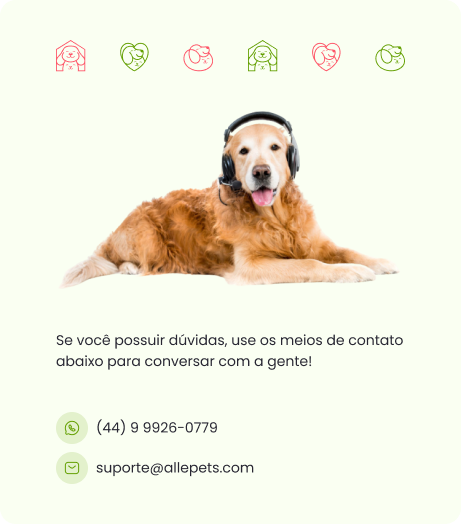 Se você possuir dúvidas, use os meios de contato
abaixo para conversar com a gente!
(44) 9 9926-0779
suporte@allepets.com